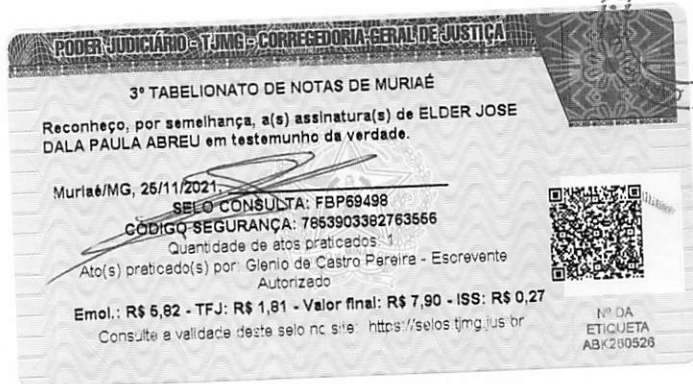 PODER JUDICIÁRIO - TJMG - CORREGEDORIA-GERAL DE JUSTIÇA
3º TABELIONATO DE NOTAS DE MURIAÉ
Reconheço, por semelhança, a(s) assinatura(s) de ELDER JOSE
DALA PAULA ABREU em testemunho da verdade.
Muriaé/MG, 25/11/2021.
SELO CONSULTA: FBP69498
CÓDIGO SEGURANÇA: 7853903382763556
Quantidade de atos praticados: 1
Ato(s) praticado(s) por: Glenio de Castro Pereira - Escrevente
Autorizado
Emol.: R$ 5,82 - TFJ: R$ 1,81 - Valor final: R$ 7,90 - ISS: R$ 0,27
Consulte a validade deste selo no site: https://selos.tjmg.jus.br
Nº DA
ETIQUETA
ABK260526